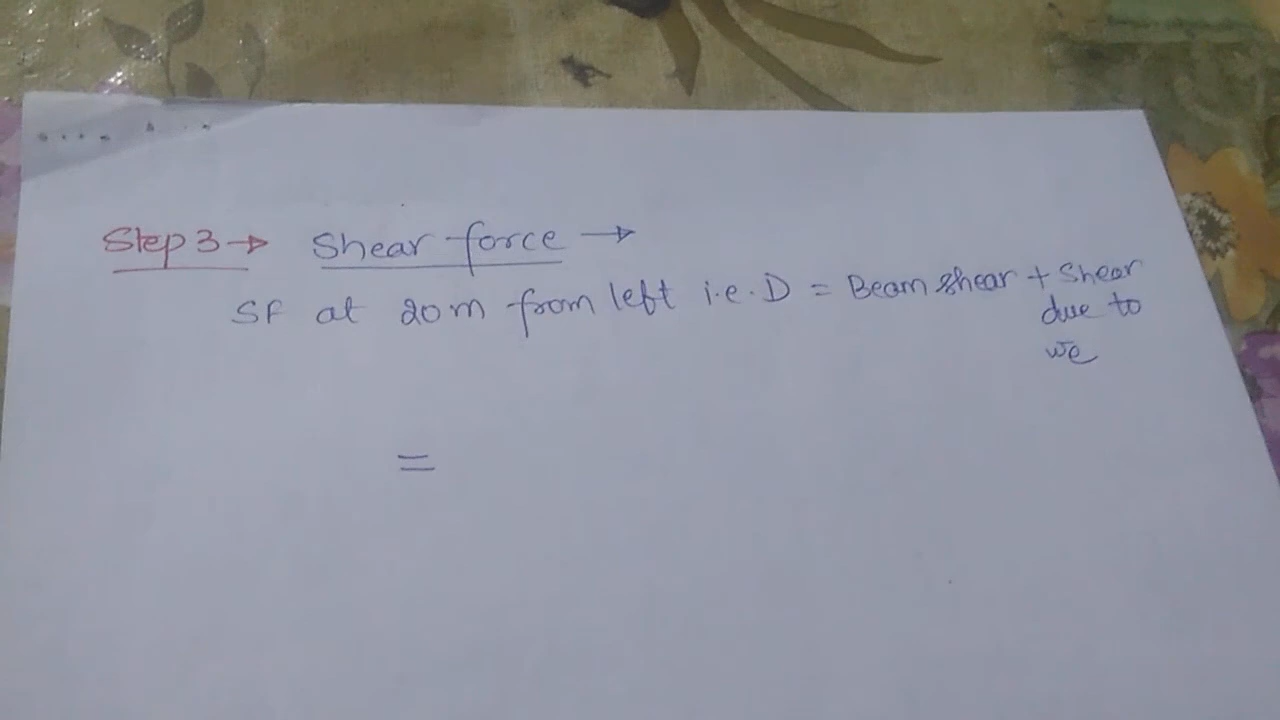 Step 3 → Shear force →
SF at 20m from left i.e. D = Beam shear + Shear
due to
we
=